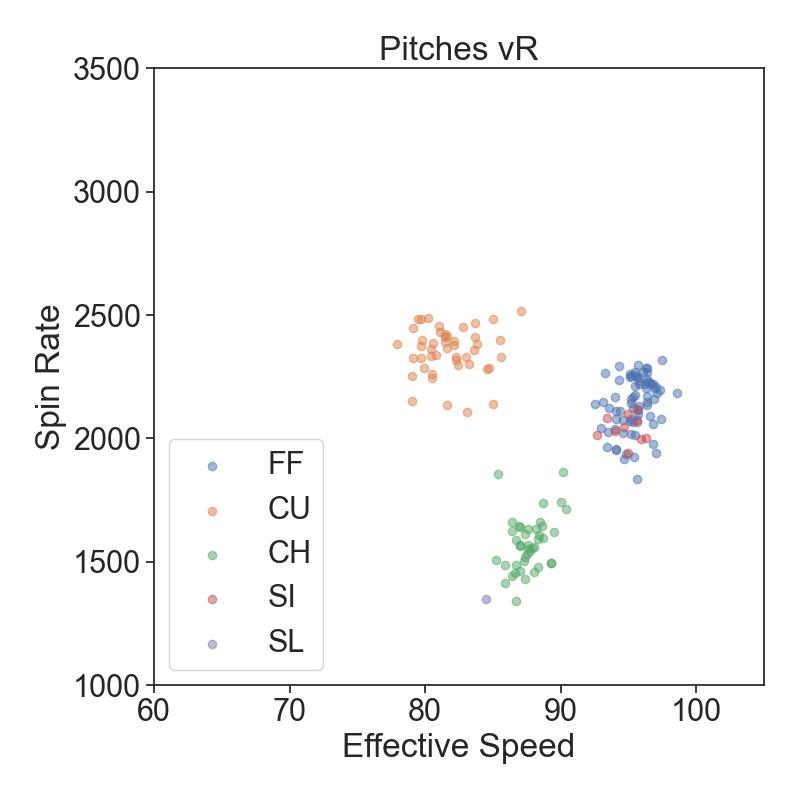 Pitches vR
3500
3000
2500
2000
1500
1000
Spin Rate
FF
CU
CH
SI
SL
60 70 80 90 100
Effective Speed